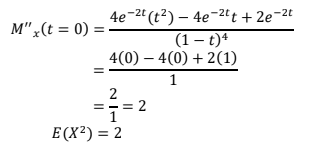 M″ₓ(t = 0) = (4e⁻²ᵗ(t²) − 4e⁻²ᵗt + 2e⁻²ᵗ) / (1 − t)⁴
= (4(0) − 4(0) + 2(1)) / 1
= 2/1 = 2
E(X²) = 2